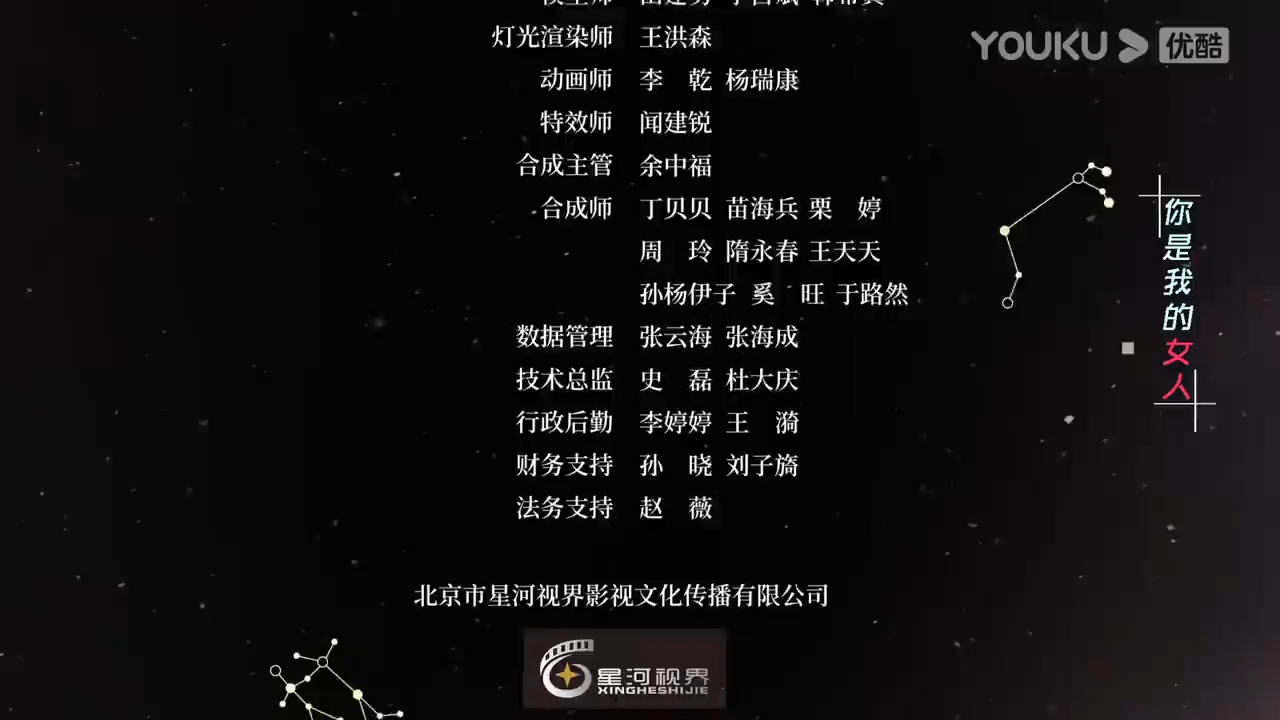 灯光渲染师 王洪森
动画师 李 乾 杨瑞康
特效师 闻建锐
合成主管 余中福
合成师 丁贝贝 苗海兵 栗 婷
周 玲 隋永春 王天天
孙杨伊子 奚 旺 于路然
数据管理 张云海 张海成
技术总监 史 磊 杜大庆
行政后勤 李婷婷 王 漪
财务支持 孙 晓 刘子旖
法务支持 赵 薇
北京市星河视界影视文化传播有限公司
星河视界
XINGHESHIJIE
YOUKU 优酷
你是我的女人